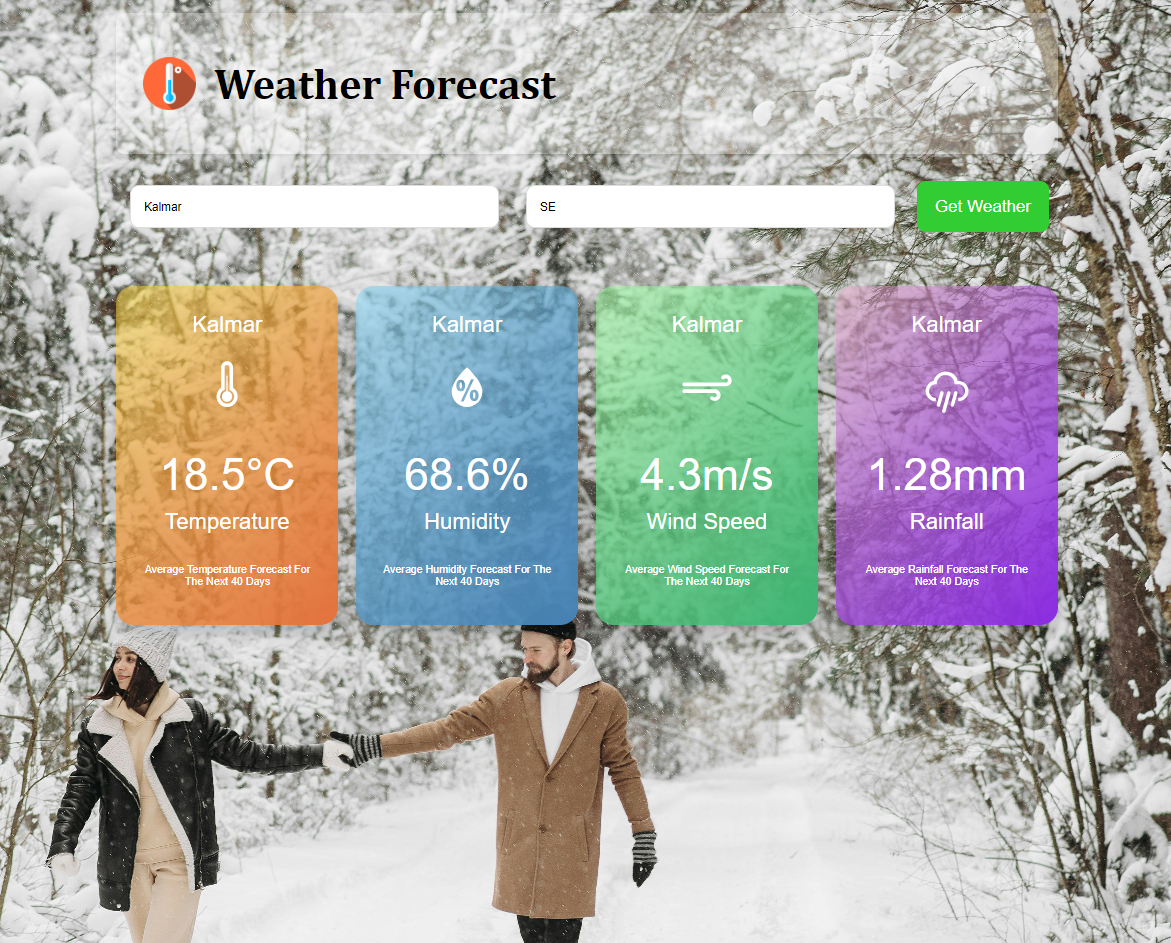 Weather Forecast
Kalmar
SE
Get Weather
Kalmar
18.5°C
Temperature
Average Temperature Forecast For
The Next 40 Days
Kalmar
%
68.6%
Humidity
Average Humidity Forecast For The
Next 40 Days
Kalmar
4.3m/s
Wind Speed
Average Wind Speed Forecast For
The Next 40 Days
Kalmar
1.28mm
Rainfall
Average Rainfall Forecast For The
Next 40 Days